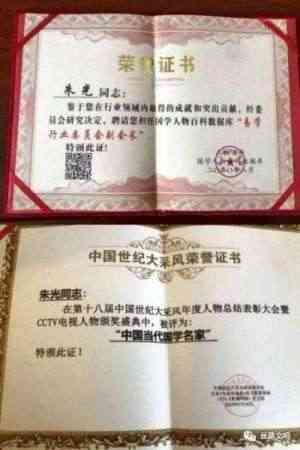 荣誉证书
朱光同志：
鉴于您在行业领域内取得的成就和突出贡献，经委
员会研究决定，聘请您担任国学人物百科数据库“易学
行业委员会副会长”
特颁此证！
中国世纪大采风荣誉证书
朱光同志：
在第十八届中国世纪大采风年度人物总结表彰大会暨
CCTV电视人物颁奖盛典中，被评为：
“中国当代国学名家”
特颁此证！
丝路文明